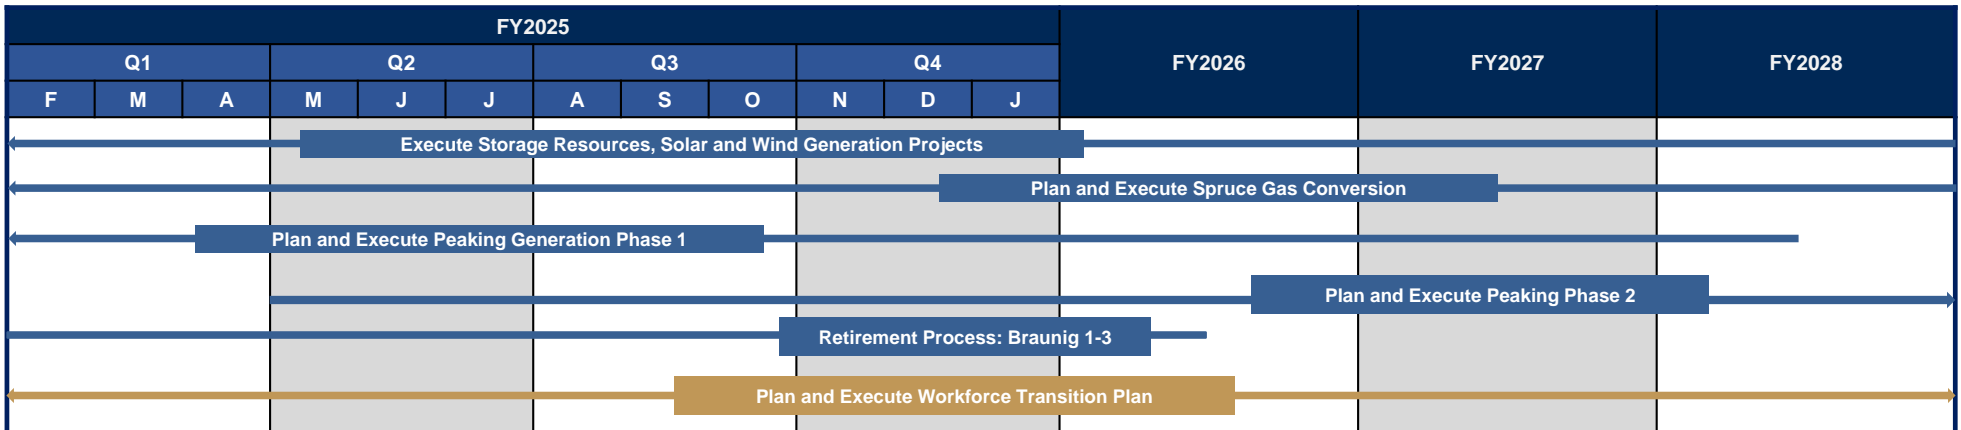 FY2025
Q1 Q2 Q3 Q4 FY2026 FY2027 FY2028
F M A M J J A S O N D J
Execute Storage Resources, Solar and Wind Generation Projects
Plan and Execute Spruce Gas Conversion
Plan and Execute Peaking Generation Phase 1
Plan and Execute Peaking Phase 2
Retirement Process: Braunig 1-3
Plan and Execute Workforce Transition Plan